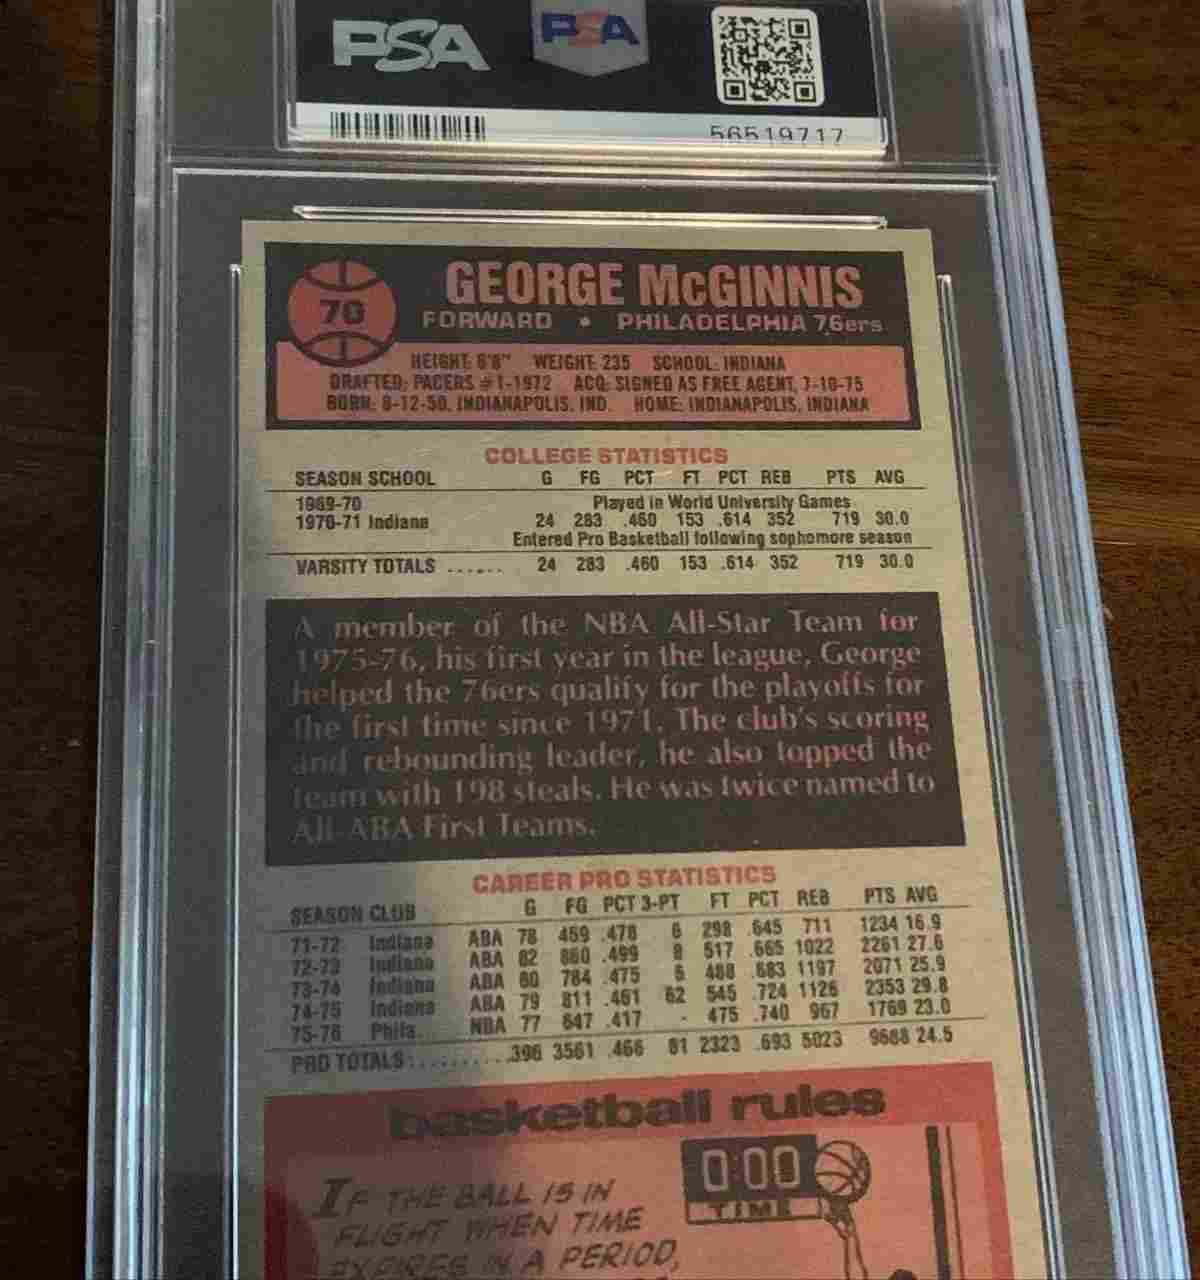 PSA PSA
56519717
70
GEORGE McGINNIS
FORWARD • PHILADELPHIA 76ers
HEIGHT: 6'8" WEIGHT: 235 SCHOOL: INDIANA
DRAFTED: PACERS #1-1972 ACQ: SIGNED AS FREE AGENT, 7-10-75
BORN: 8-12-50, INDIANAPOLIS, IND. HOME: INDIANAPOLIS, INDIANA
COLLEGE STATISTICS
SEASON SCHOOL G FG PCT FT PCT REB PTS AVG
1969-70 Played in World University Games
1970-71 Indiana 24 283 .460 153 .614 352 719 30.0
Entered Pro Basketball following sophomore season
VARSITY TOTALS ...... 24 283 .460 153 .614 352 719 30.0
A member of the NBA All-Star Team for
1975-76, his first year in the league, George
helped the 76ers qualify for the playoffs for
the first time since 1971. The club's scoring
and rebounding leader, he also topped the
team with 198 steals. He was twice named to
All-ABA First Teams.
CAREER PRO STATISTICS
SEASON CLUB G FG PCT 3-PT FT PCT REB PTS AVG
71-72 Indiana ABA 78 459 .478 6 298 .645 711 1234 16.9
72-73 Indiana ABA 82 860 .499 8 517 .665 1022 2261 27.6
73-74 Indiana ABA 80 784 .475 5 488 .683 1197 2071 25.9
74-75 Indiana ABA 79 811 .461 62 545 .724 1126 2353 29.8
75-76 Phila. NBA 77 647 .417 - 475 .740 967 1769 23.0
PRO TOTALS: .......... 396 3561 .466 81 2323 .693 5023 9688 24.5
basketball rules
0:00
TIME
IF THE BALL IS IN
FLIGHT WHEN TIME
EXPIRES IN A PERIOD,